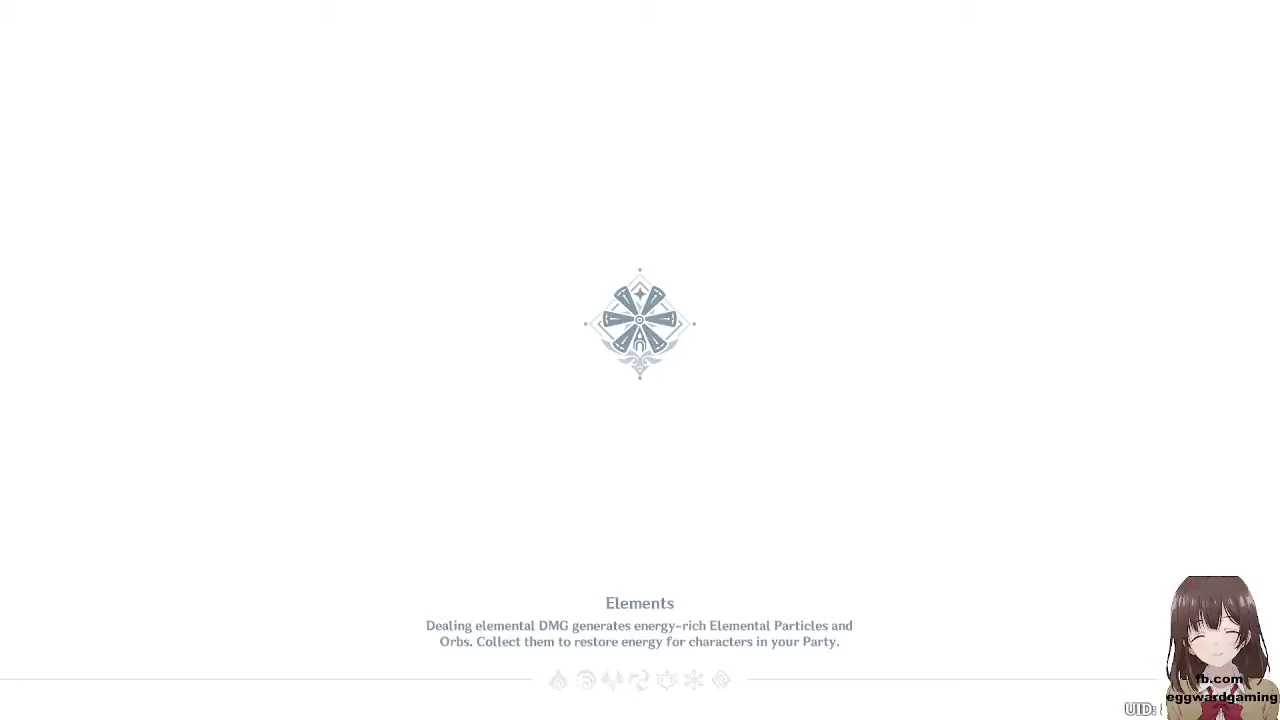 Elements
Dealing elemental DMG generates energy-rich Elemental Particles and
Orbs. Collect them to restore energy for characters in your Party.
fb.com
eggwardgaming
UID: